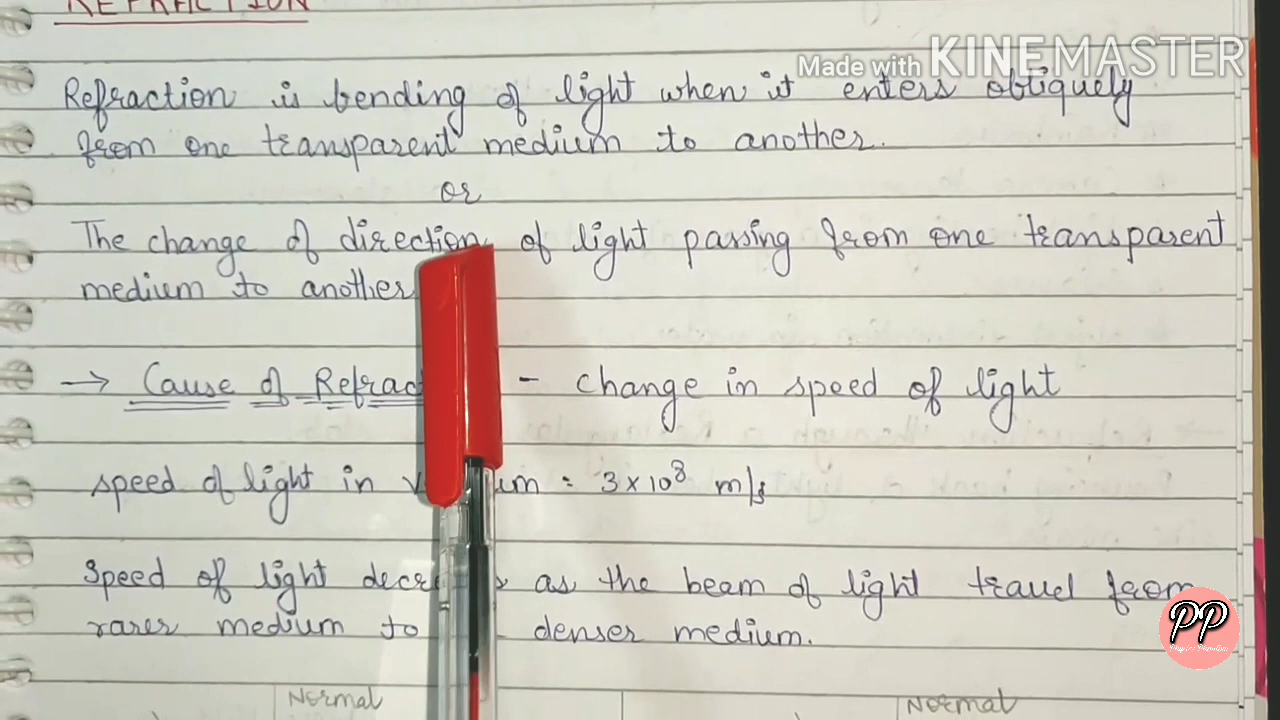 REFRACTION
Made with KINEMASTER
Refraction is bending of light when it enters obliquely
from one transparent medium to another.
or
The change of direction of light passing from one transparent
medium to another
→ Cause of Refrac - change in speed of light
speed of light in v um = 3×10⁸ m/s
Speed of light decre s as the beam of light travel from
rarer medium to denser medium.
PP
Normal Normal